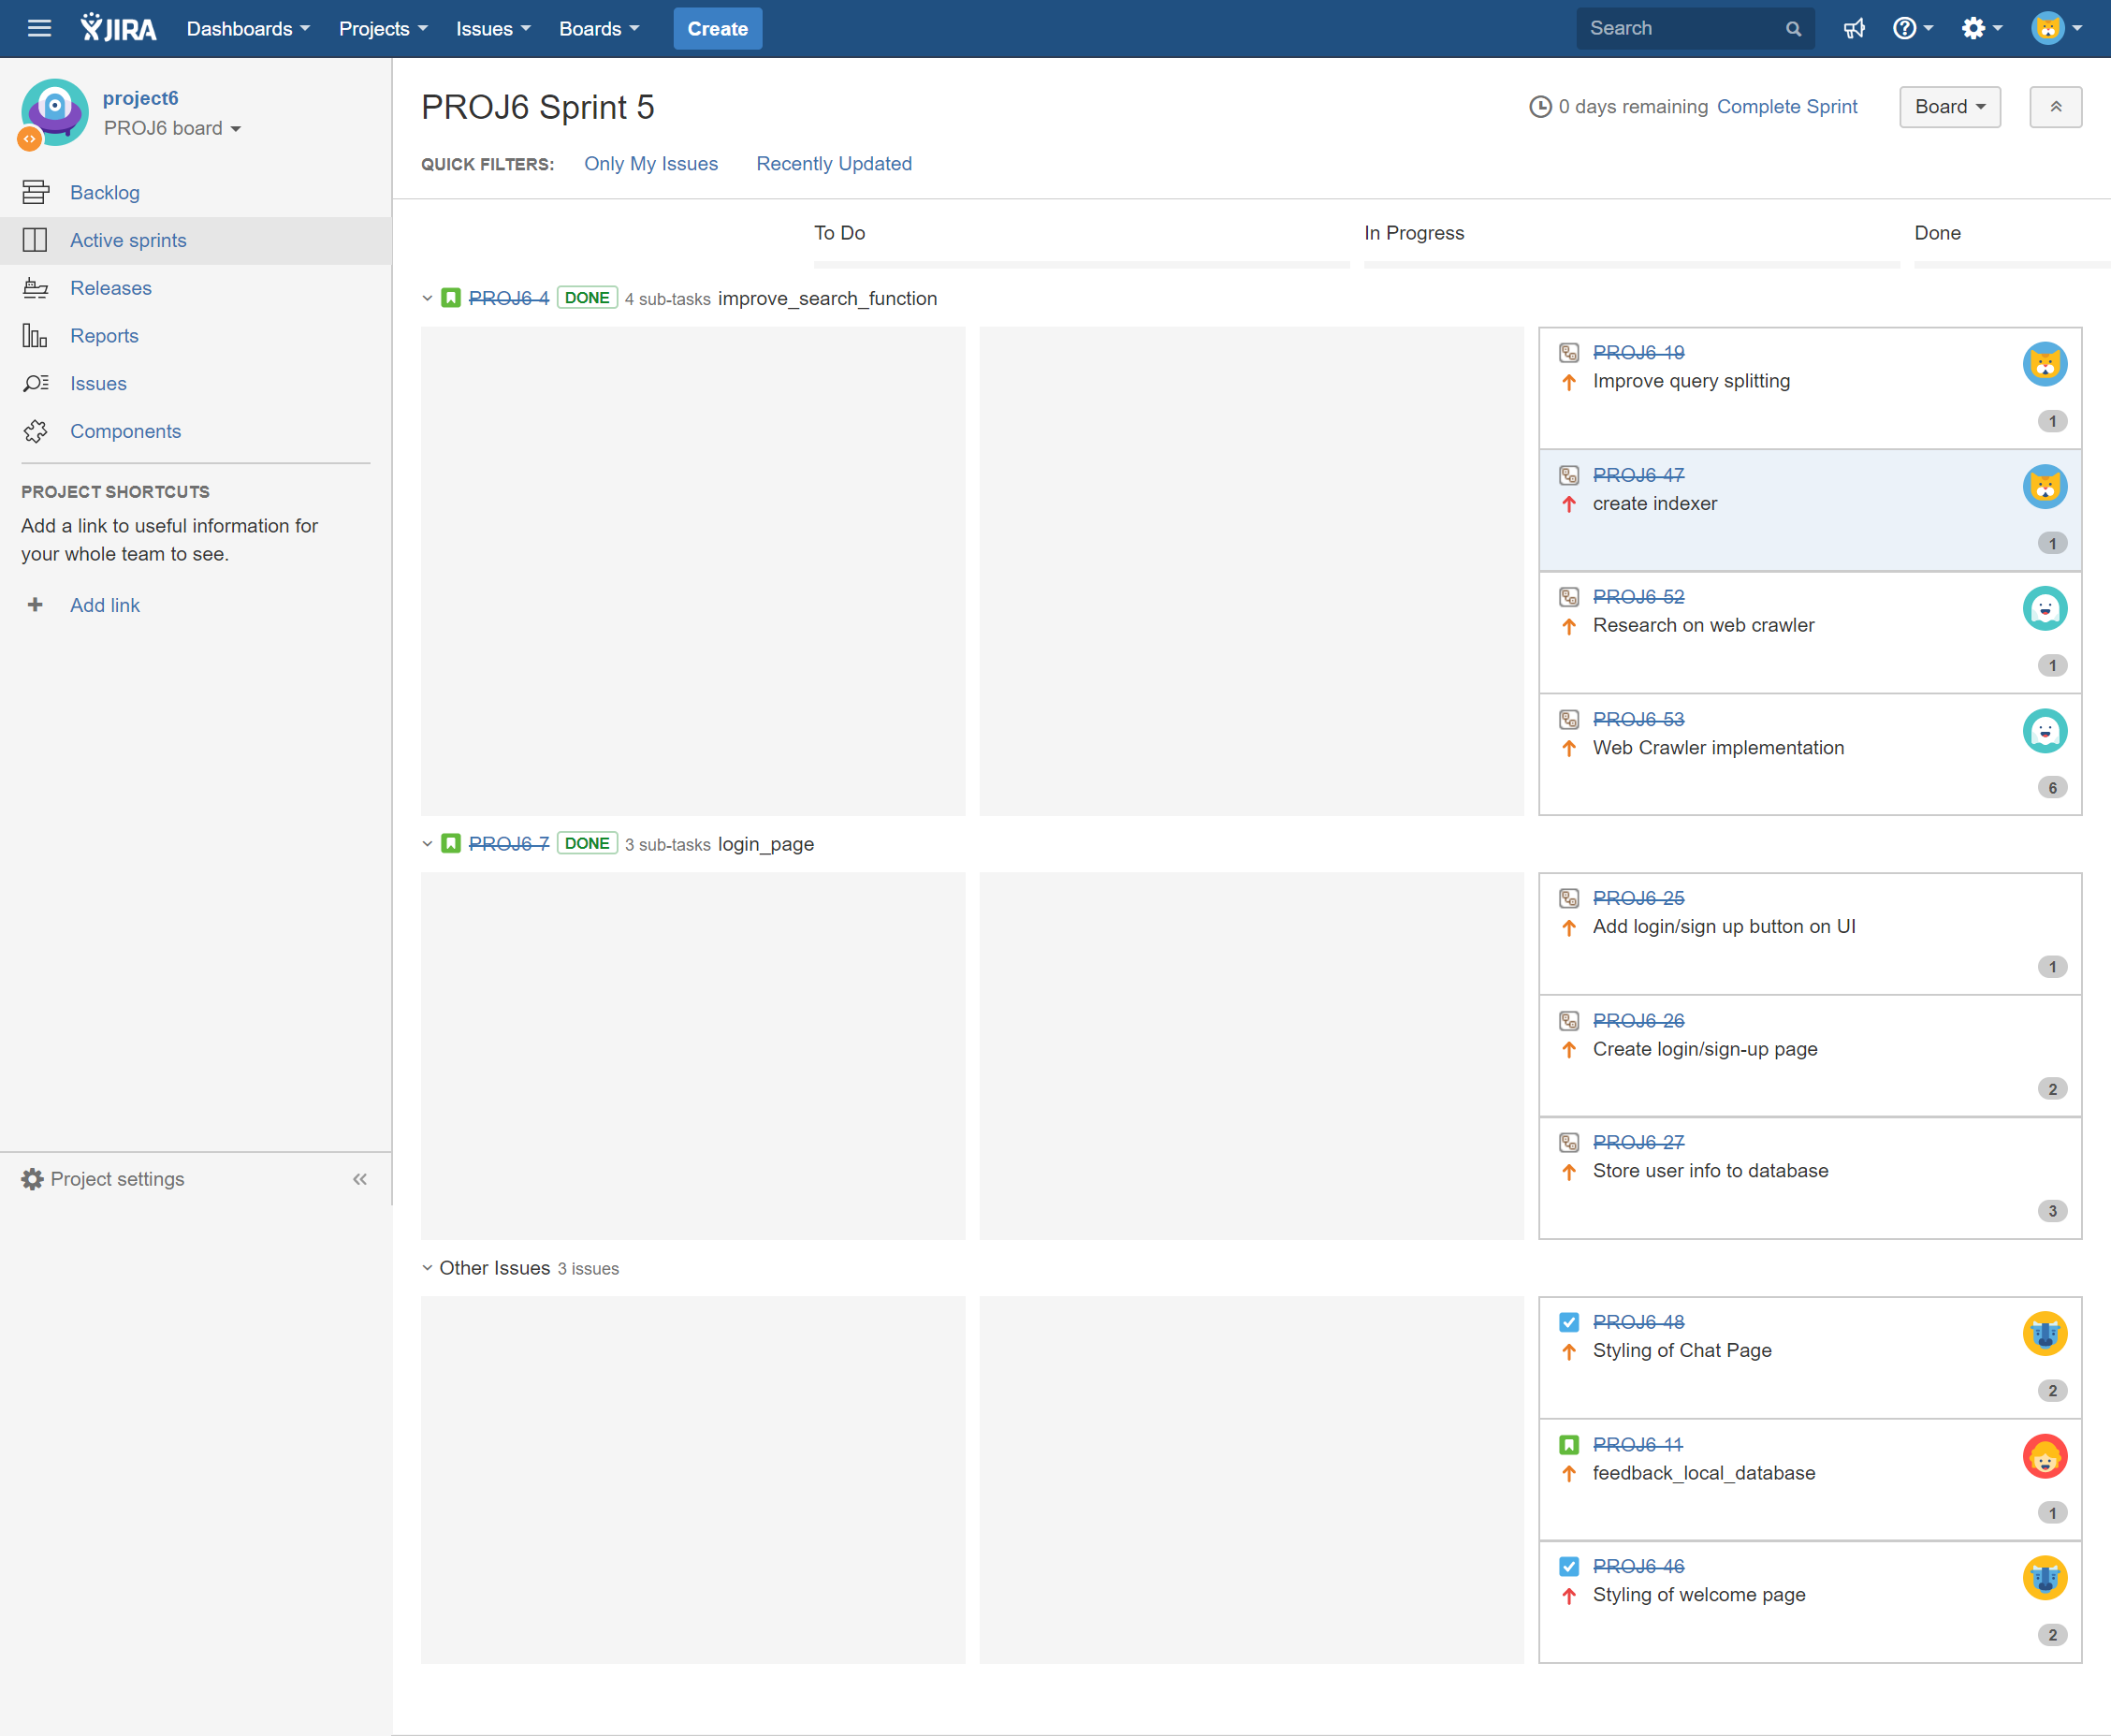 JIRA Dashboards Projects Issues Boards Create Search
project6
PROJ6 board
Backlog
Active sprints
Releases
Reports
Issues
Components
PROJECT SHORTCUTS
Add a link to useful information for
your whole team to see.
Add link
Project settings
PROJ6 Sprint 5
0 days remaining Complete Sprint Board
QUICK FILTERS: Only My Issues Recently Updated
To Do In Progress Done
PROJ6-4 DONE 4 sub-tasks improve_search_function
PROJ6-19
Improve query splitting
1
PROJ6-47
create indexer
1
PROJ6-52
Research on web crawler
1
PROJ6-53
Web Crawler implementation
6
PROJ6-7 DONE 3 sub-tasks login_page
PROJ6-25
Add login/sign up button on UI
1
PROJ6-26
Create login/sign-up page
2
PROJ6-27
Store user info to database
3
Other Issues 3 issues
PROJ6-48
Styling of Chat Page
2
PROJ6-11
feedback_local_database
1
PROJ6-46
Styling of welcome page
2